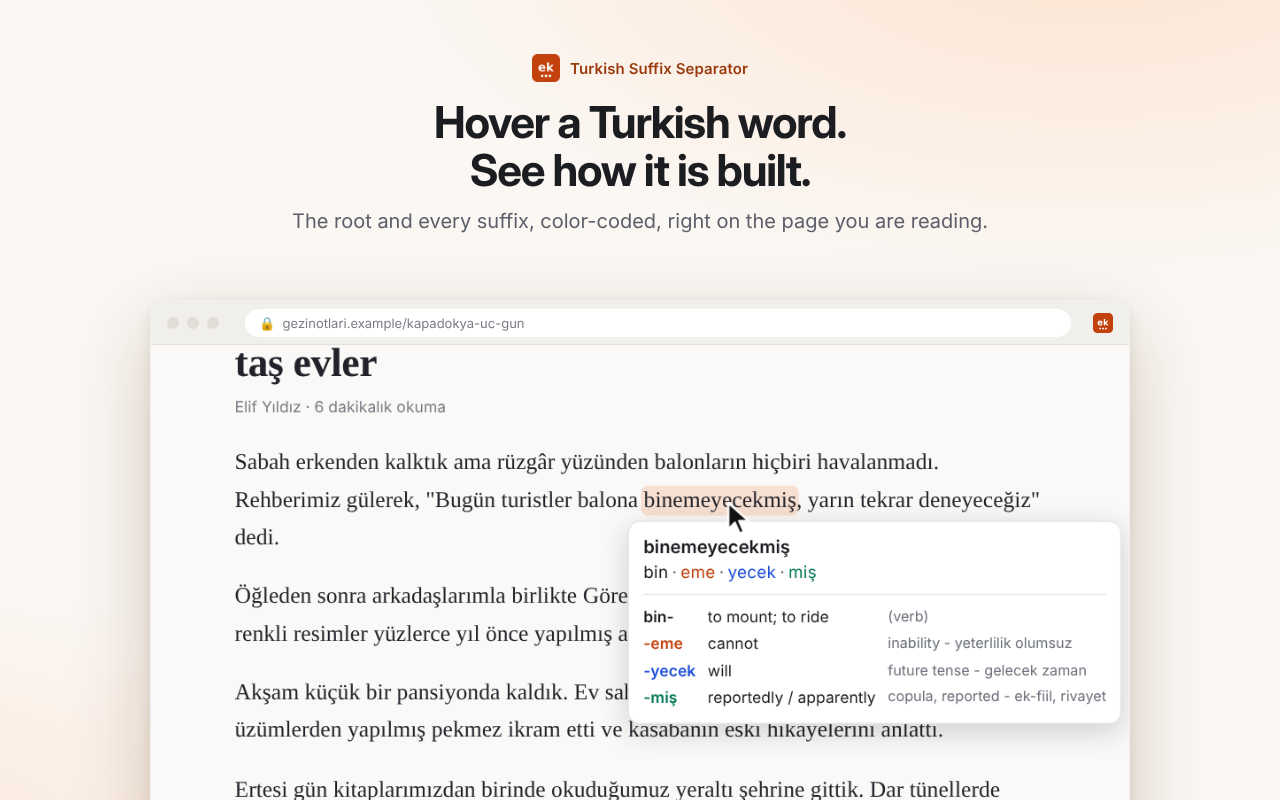 ek
Turkish Suffix Separator
Hover a Turkish word.
See how it is built.
The root and every suffix, color-coded, right on the page you are reading.
gezinotlari.example/kapadokya-uc-gun
ek
taş evler
Elif Yıldız · 6 dakikalık okuma
Sabah erkenden kalktık ama rüzgâr yüzünden balonların hiçbiri havalanmadı.
Rehberimiz gülerek, "Bugün turistler balona binemeyecekmiş, yarın tekrar deneyeceğiz"
dedi.
binemeyecekmiş
bin · eme · yecek · miş
bin- to mount; to ride (verb)
-eme cannot inability - yeterlilik olumsuz
-yecek will future tense - gelecek zaman
-miş reportedly / apparently copula, reported - ek-fiil, rivayet
Öğleden sonra arkadaşlarımla birlikte Göre
renkli resimler yüzlerce yıl önce yapılmış a
Akşam küçük bir pansiyonda kaldık. Ev sal
üzümlerden yapılmış pekmez ikram etti ve kasabanın eski hikayelerini anlattı.
Ertesi gün kitaplarımızdan birinde okuduğumuz yeraltı şehrine gittik. Dar tünellerde